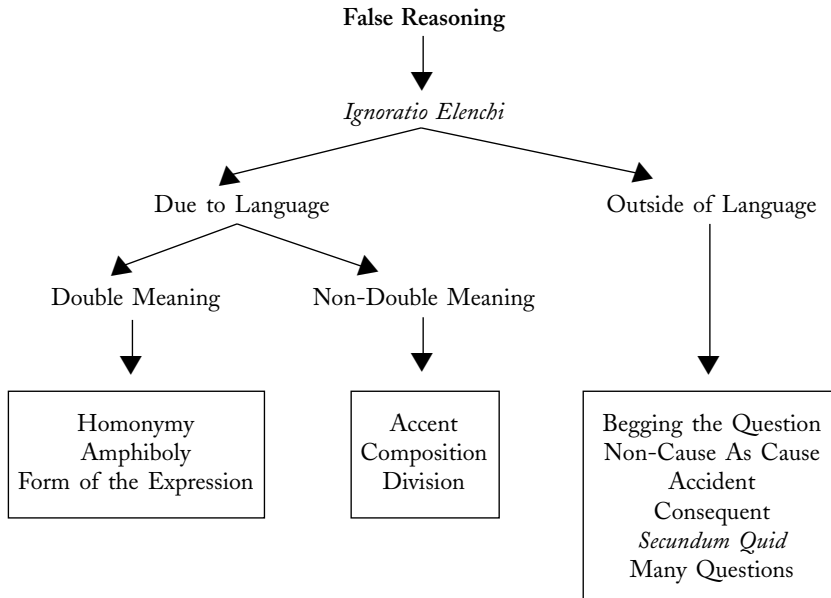 False Reasoning
Ignoratio Elenchi
Due to Language
Outside of Language
Double Meaning
Non-Double Meaning
Homonymy
Amphiboly
Form of the Expression
Accent
Composition
Division
Begging the Question
Non-Cause As Cause
Accident
Consequent
Secundum Quid
Many Questions